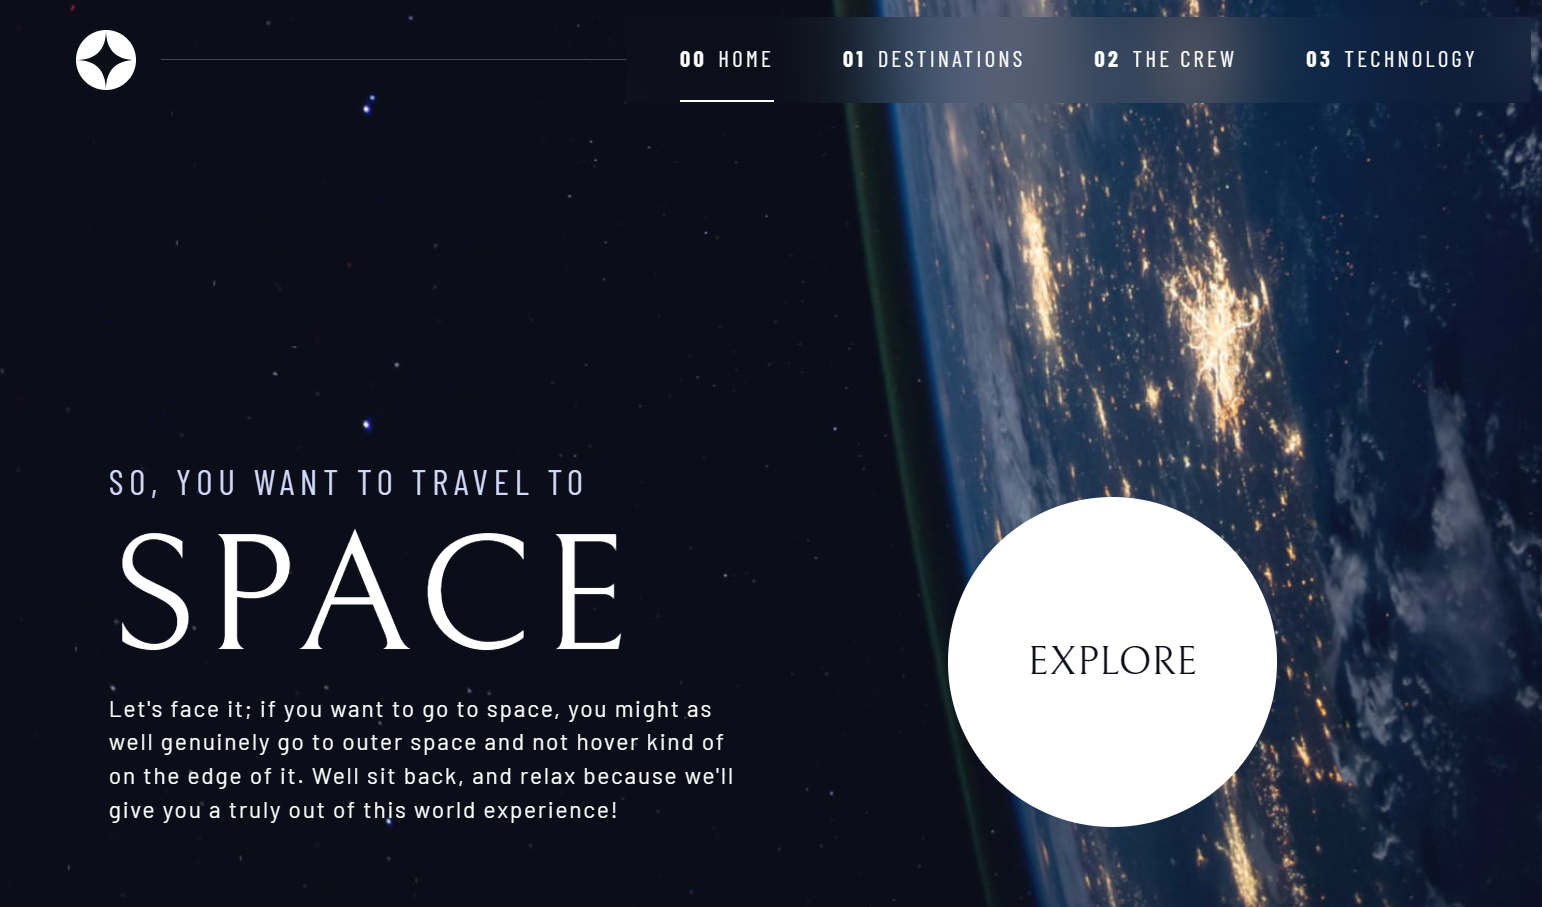 00 HOME 01 DESTINATIONS 02 THE CREW 03 TECHNOLOGY
SO, YOU WANT TO TRAVEL TO
SPACE
Let's face it; if you want to go to space, you might as
well genuinely go to outer space and not hover kind of
on the edge of it. Well sit back, and relax because we'll
give you a truly out of this world experience!
EXPLORE